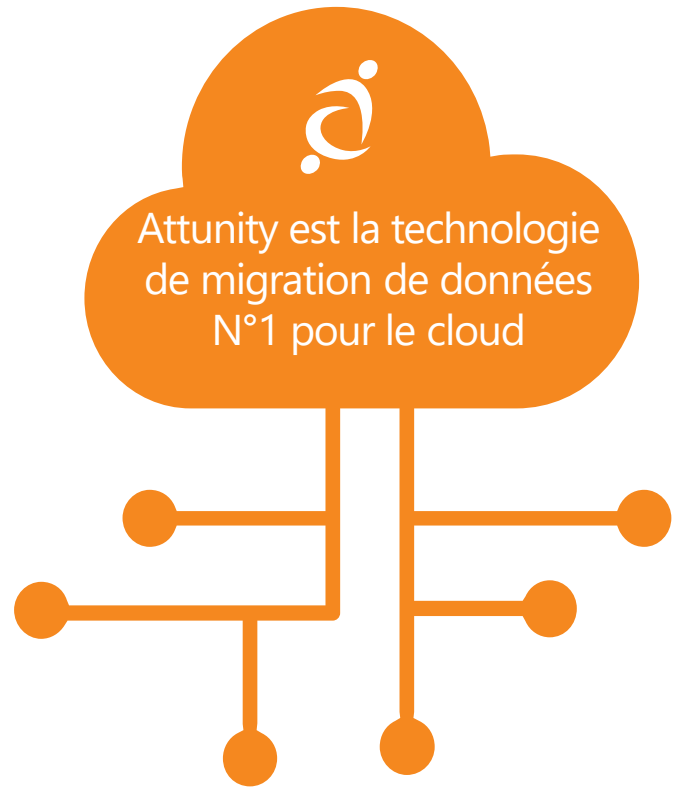 Attunity est la technologie
de migration de données
N°1 pour le cloud